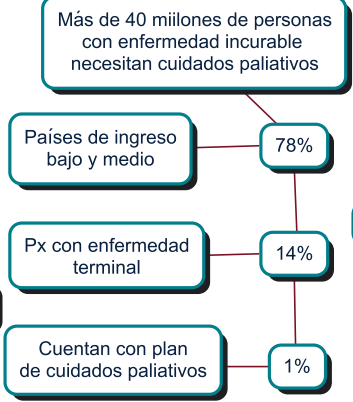 Más de 40 miilones de personas
con enfermedad incurable
necesitan cuidados paliativos
Países de ingreso
bajo y medio
78%
Px con enfermedad
terminal
14%
Cuentan con plan
de cuidados paliativos
1%